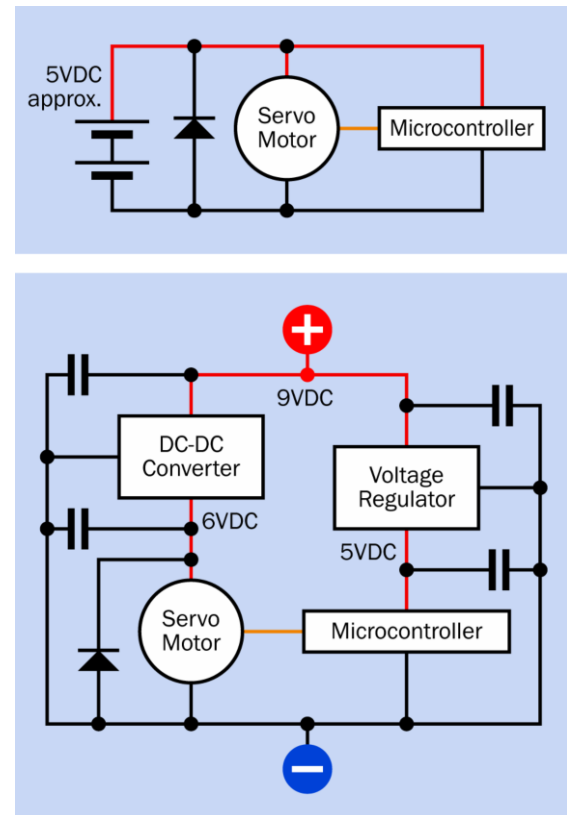 5VDC
approx.
Servo
Motor
Microcontroller
9VDC
DC-DC
Converter
Voltage
Regulator
6VDC
5VDC
Servo
Motor
Microcontroller